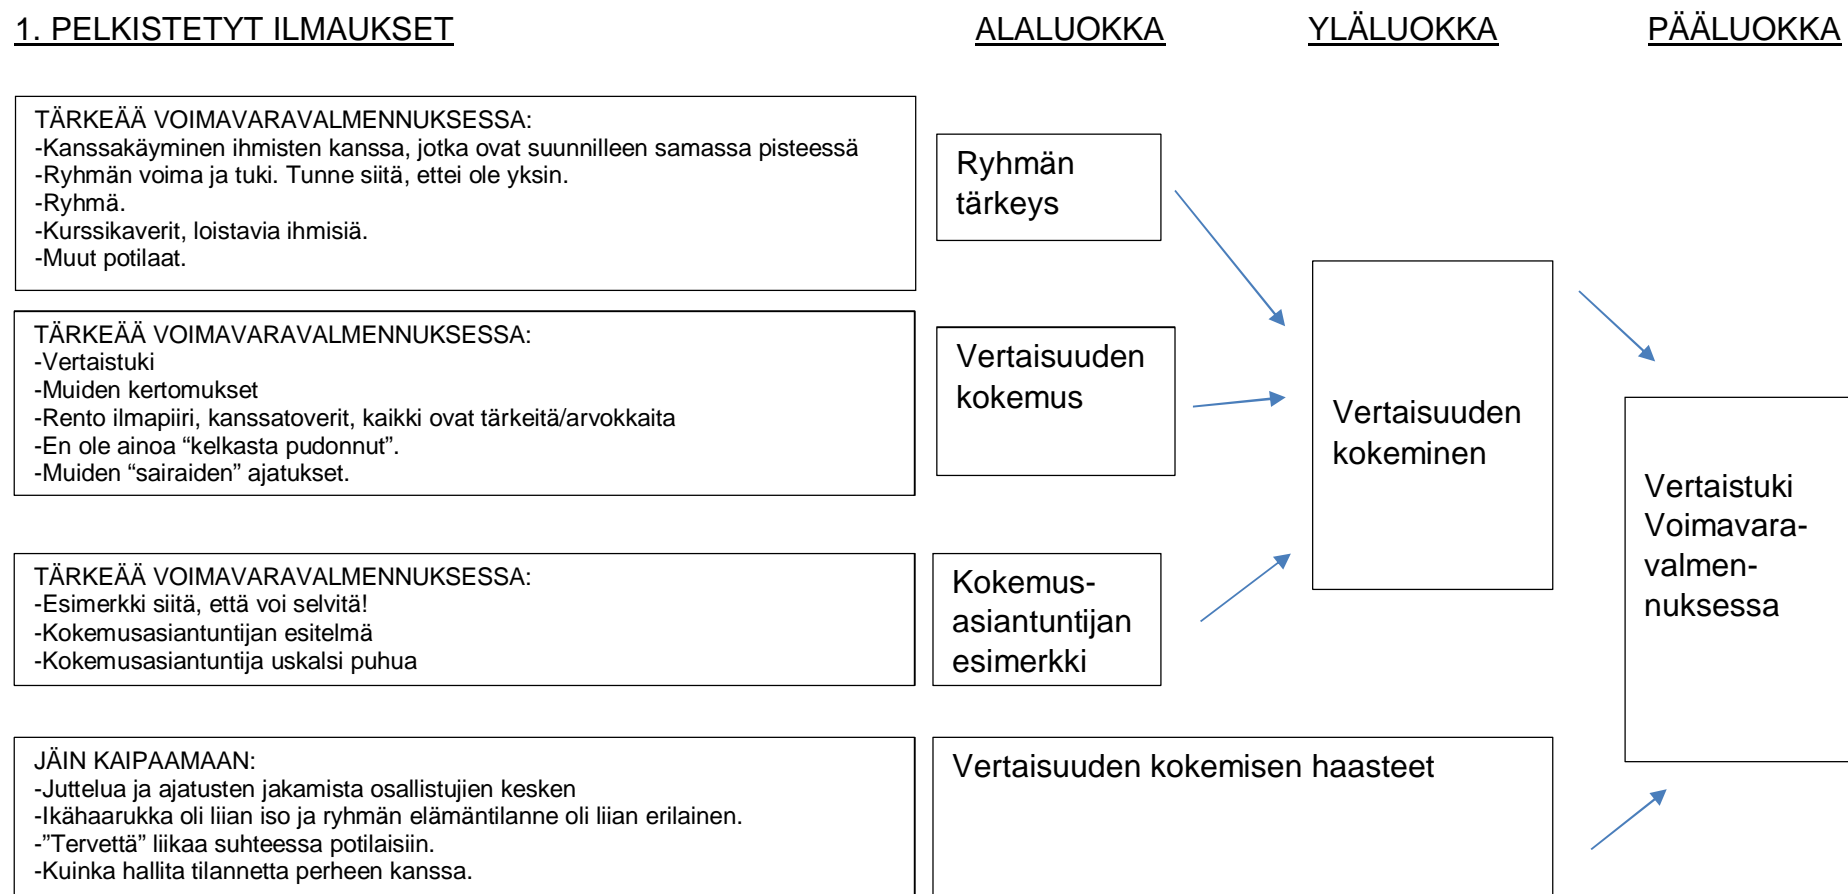 1. PELKISTETYT ILMAUKSET
ALALUOKKA
YLÄLUOKKA
PÄÄLUOKKA
TÄRKEÄÄ VOIMAVARAVALMENNUKSESSA:
-Kanssakäyminen ihmisten kanssa, jotka ovat suunnilleen samassa pisteessä
-Ryhmän voima ja tuki. Tunne siitä, ettei ole yksin.
-Ryhmä.
-Kurssikaverit, loistavia ihmisiä.
-Muut potilaat.
Ryhmän
tärkeys
TÄRKEÄÄ VOIMAVARAVALMENNUKSESSA:
-Vertaistuki
-Muiden kertomukset
-Rento ilmapiiri, kanssatoverit, kaikki ovat tärkeitä/arvokkaita
-En ole ainoa “kelkasta pudonnut”.
-Muiden “sairaiden” ajatukset.
Vertaisuuden
kokemus
Vertaisuuden
kokeminen
Vertaistuki
Voimavara-
valmen-
nuksessa
TÄRKEÄÄ VOIMAVARAVALMENNUKSESSA:
-Esimerkki siitä, että voi selvitä!
-Kokemusasiantuntijan esitelmä
-Kokemusasiantuntija uskalsi puhua
Kokemus-
asiantuntijan
esimerkki
JÄIN KAIPAAMAAN:
-Juttelua ja ajatusten jakamista osallistujien kesken
-Ikähaarukka oli liian iso ja ryhmän elämäntilanne oli liian erilainen.
-”Tervettä” liikaa suhteessa potilaisiin.
-Kuinka hallita tilannetta perheen kanssa.
Vertaisuuden kokemisen haasteet